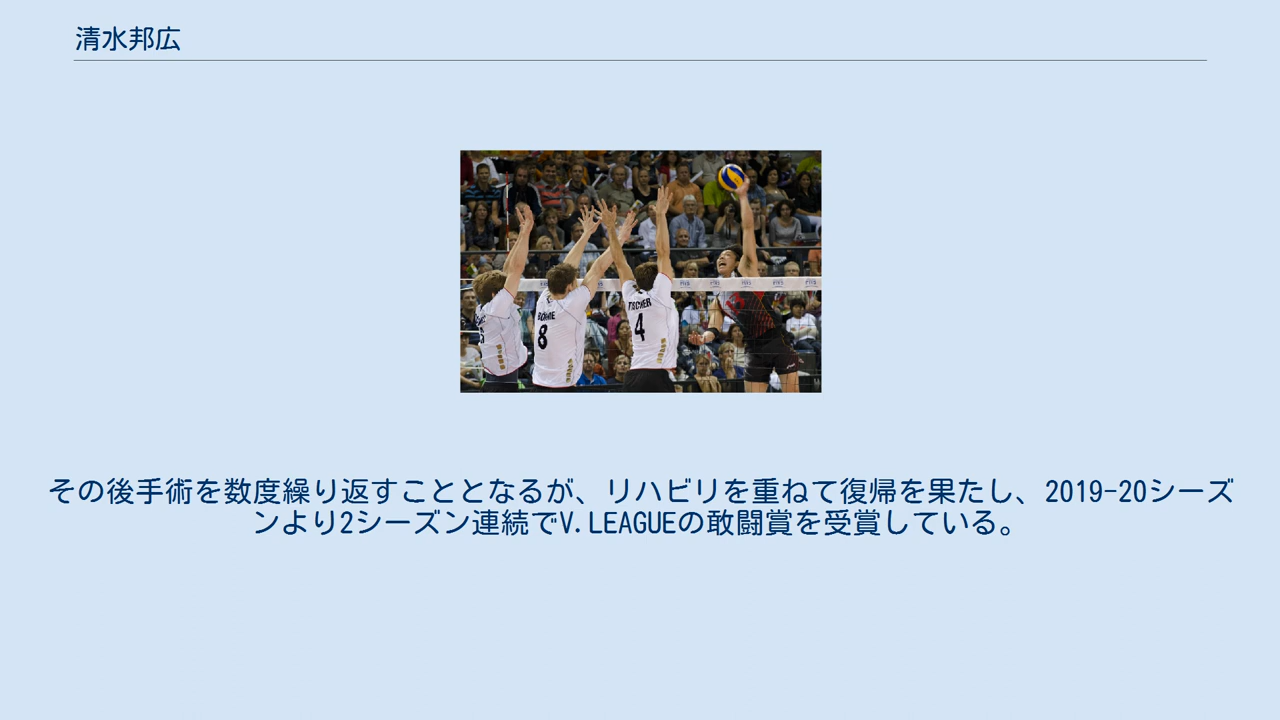 清水邦広
TISCHER
8
4
その後手術を数度繰り返すこととなるが、リハビリを重ねて復帰を果たし、2019-20シーズ
ンより2シーズン連続でV.LEAGUEの敢闘賞を受賞している。